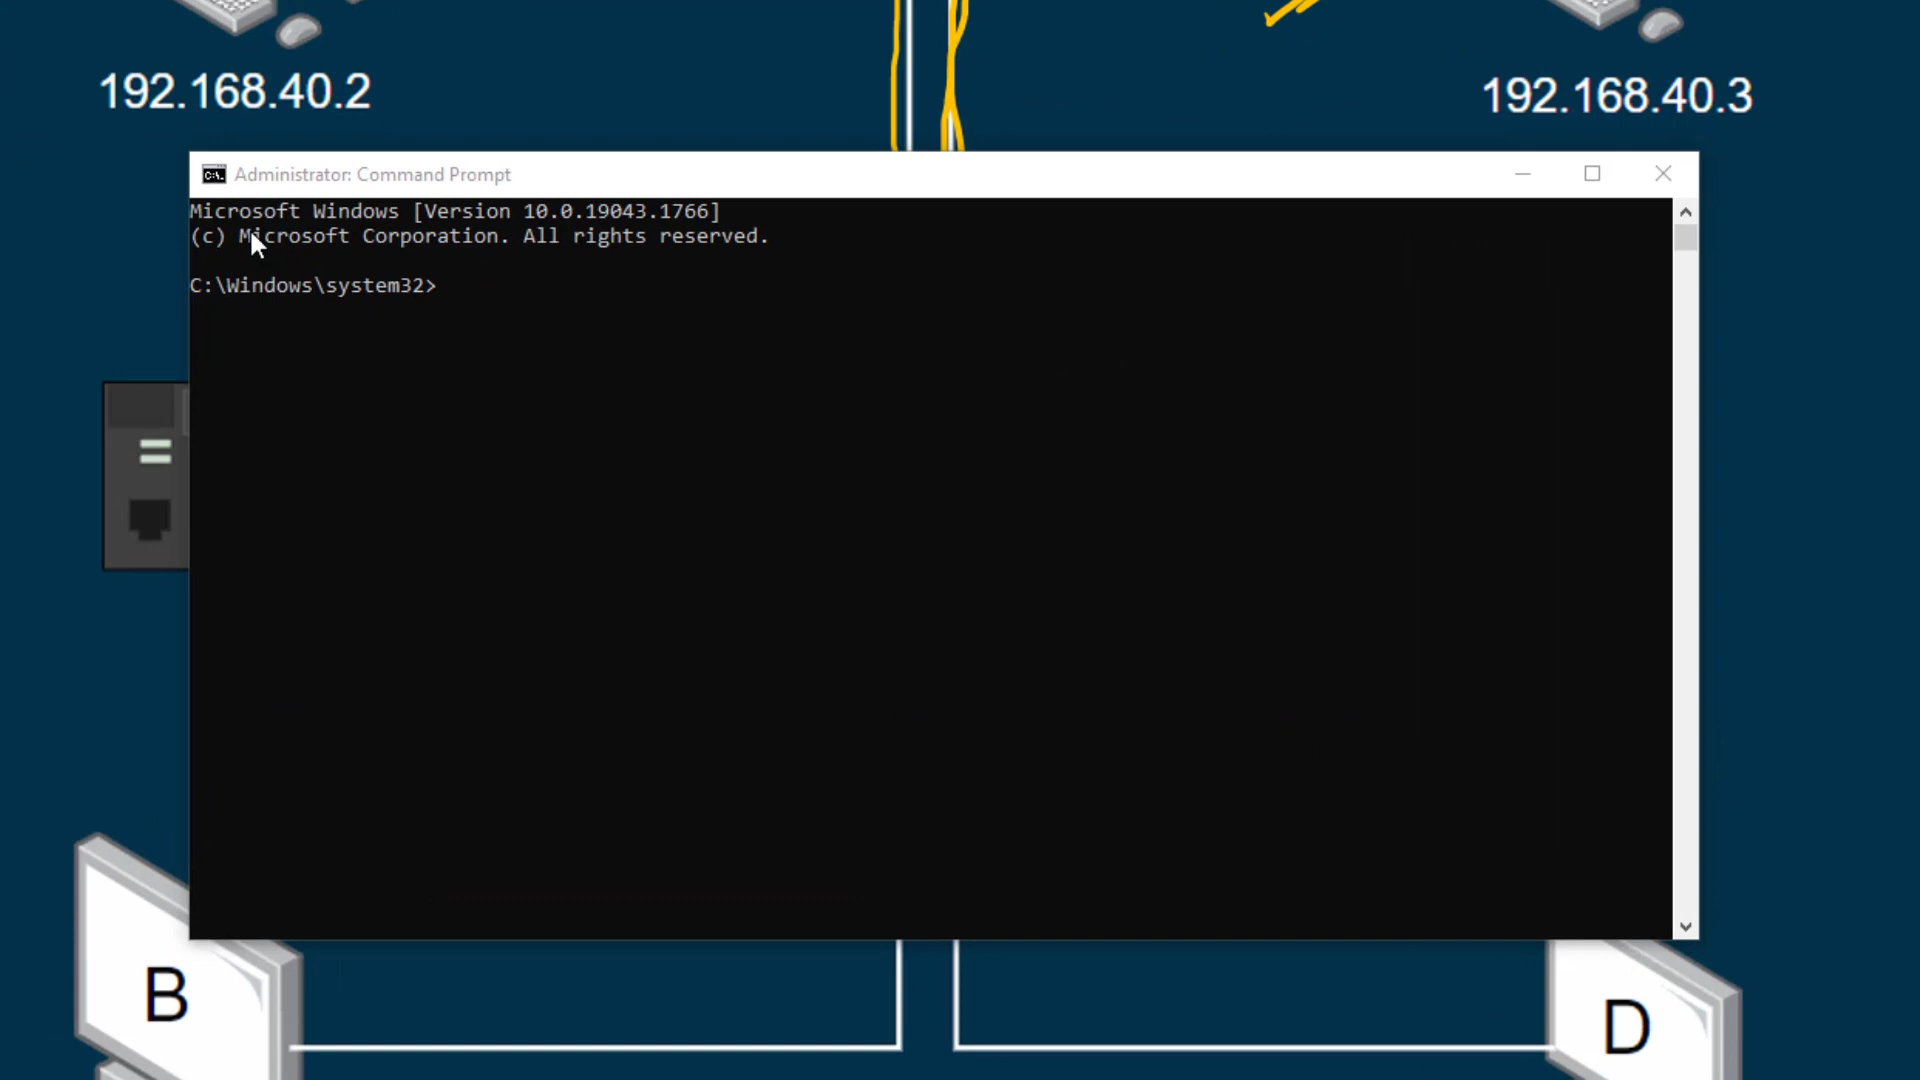 192.168.40.2
192.168.40.3
C:\_
Administrator: Command Prompt
Microsoft Windows [Version 10.0.19043.1766]
(c) Microsoft Corporation. All rights reserved.
C:\Windows\system32>
B
D